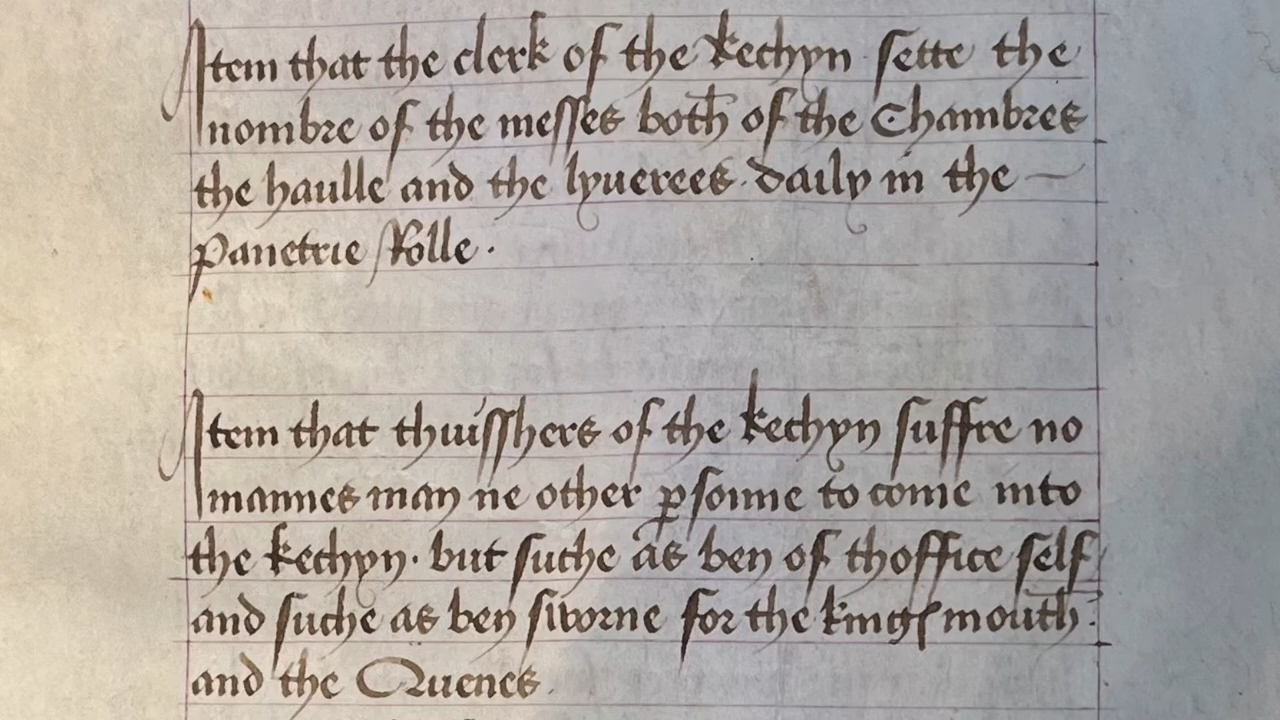 Item that the clerk of the kechyn sette the
nombre of the messes both of the Chambres
the haulle and the lyuerees. daily in the
Panetrie Rolle.
Item that thuisshers of the kechyn suffre no
mannes man ne other ꝑsonne to come into
the kechyn. but suche as ben of thoffice self
and suche as ben sworne for the kingꝭ mouth.
and the Quenes.